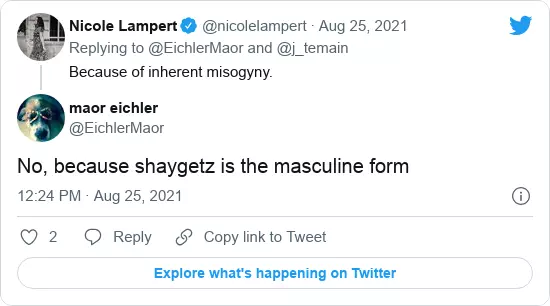 Nicole Lampert @nicolelampert · Aug 25, 2021
Replying to @EichlerMaor and @j_temain
Because of inherent misogyny.
maor eichler
@EichlerMaor
No, because shaygetz is the masculine form
12:24 PM · Aug 25, 2021
2 Reply Copy link to Tweet
Explore what's happening on Twitter